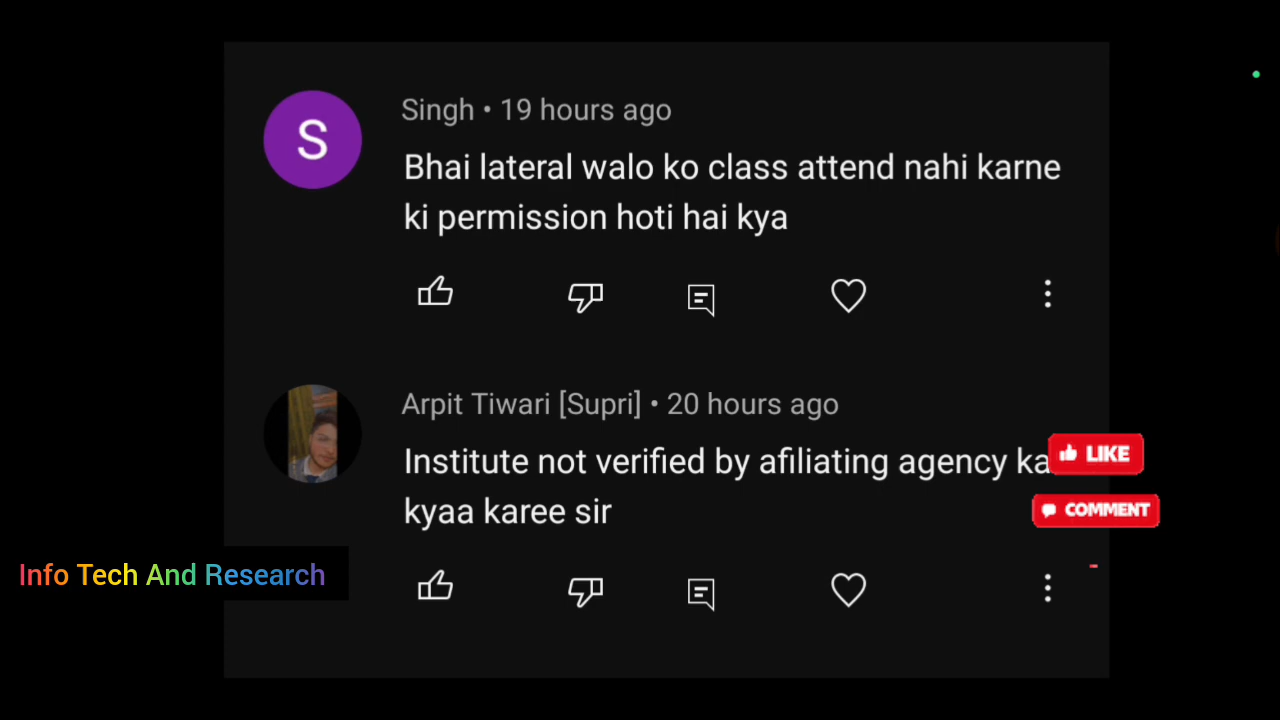 S
Singh • 19 hours ago
Bhai lateral walo ko class attend nahi karne
ki permission hoti hai kya
Arpit Tiwari [Supri] • 20 hours ago
Institute not verified by afiliating agency ka
kyaa karee sir
LIKE
COMMENT
Info Tech And Research